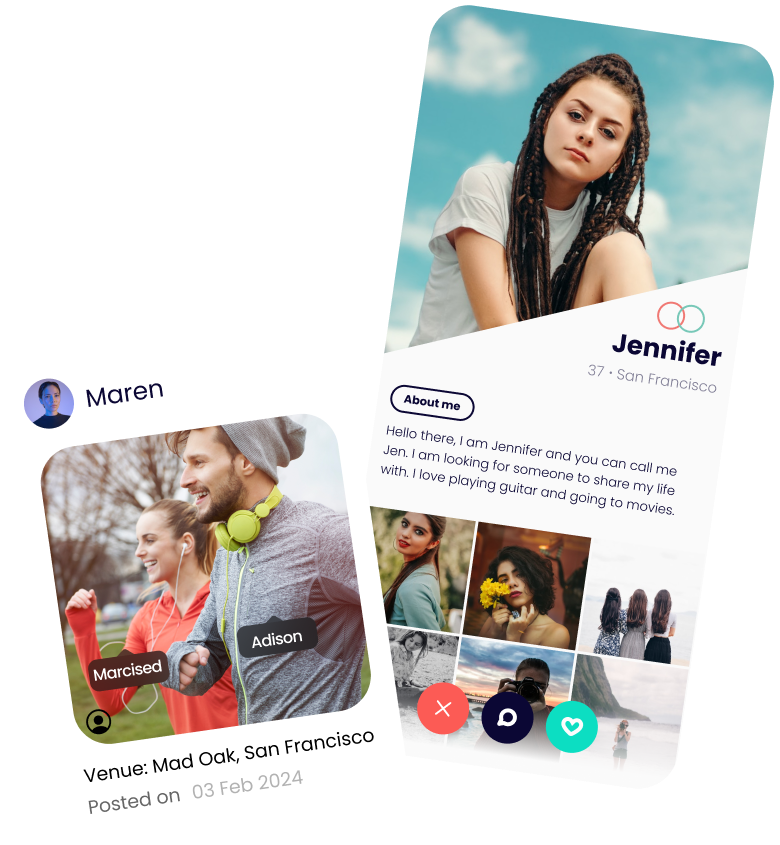 Jennifer
37 • San Francisco
About me
Hello there, I am Jennifer and you can call me
Jen. I am looking for someone to share my life
with. I love playing guitar and going to movies.
Maren
Marcised
Adison
Venue: Mad Oak, San Francisco
Posted on 03 Feb 2024